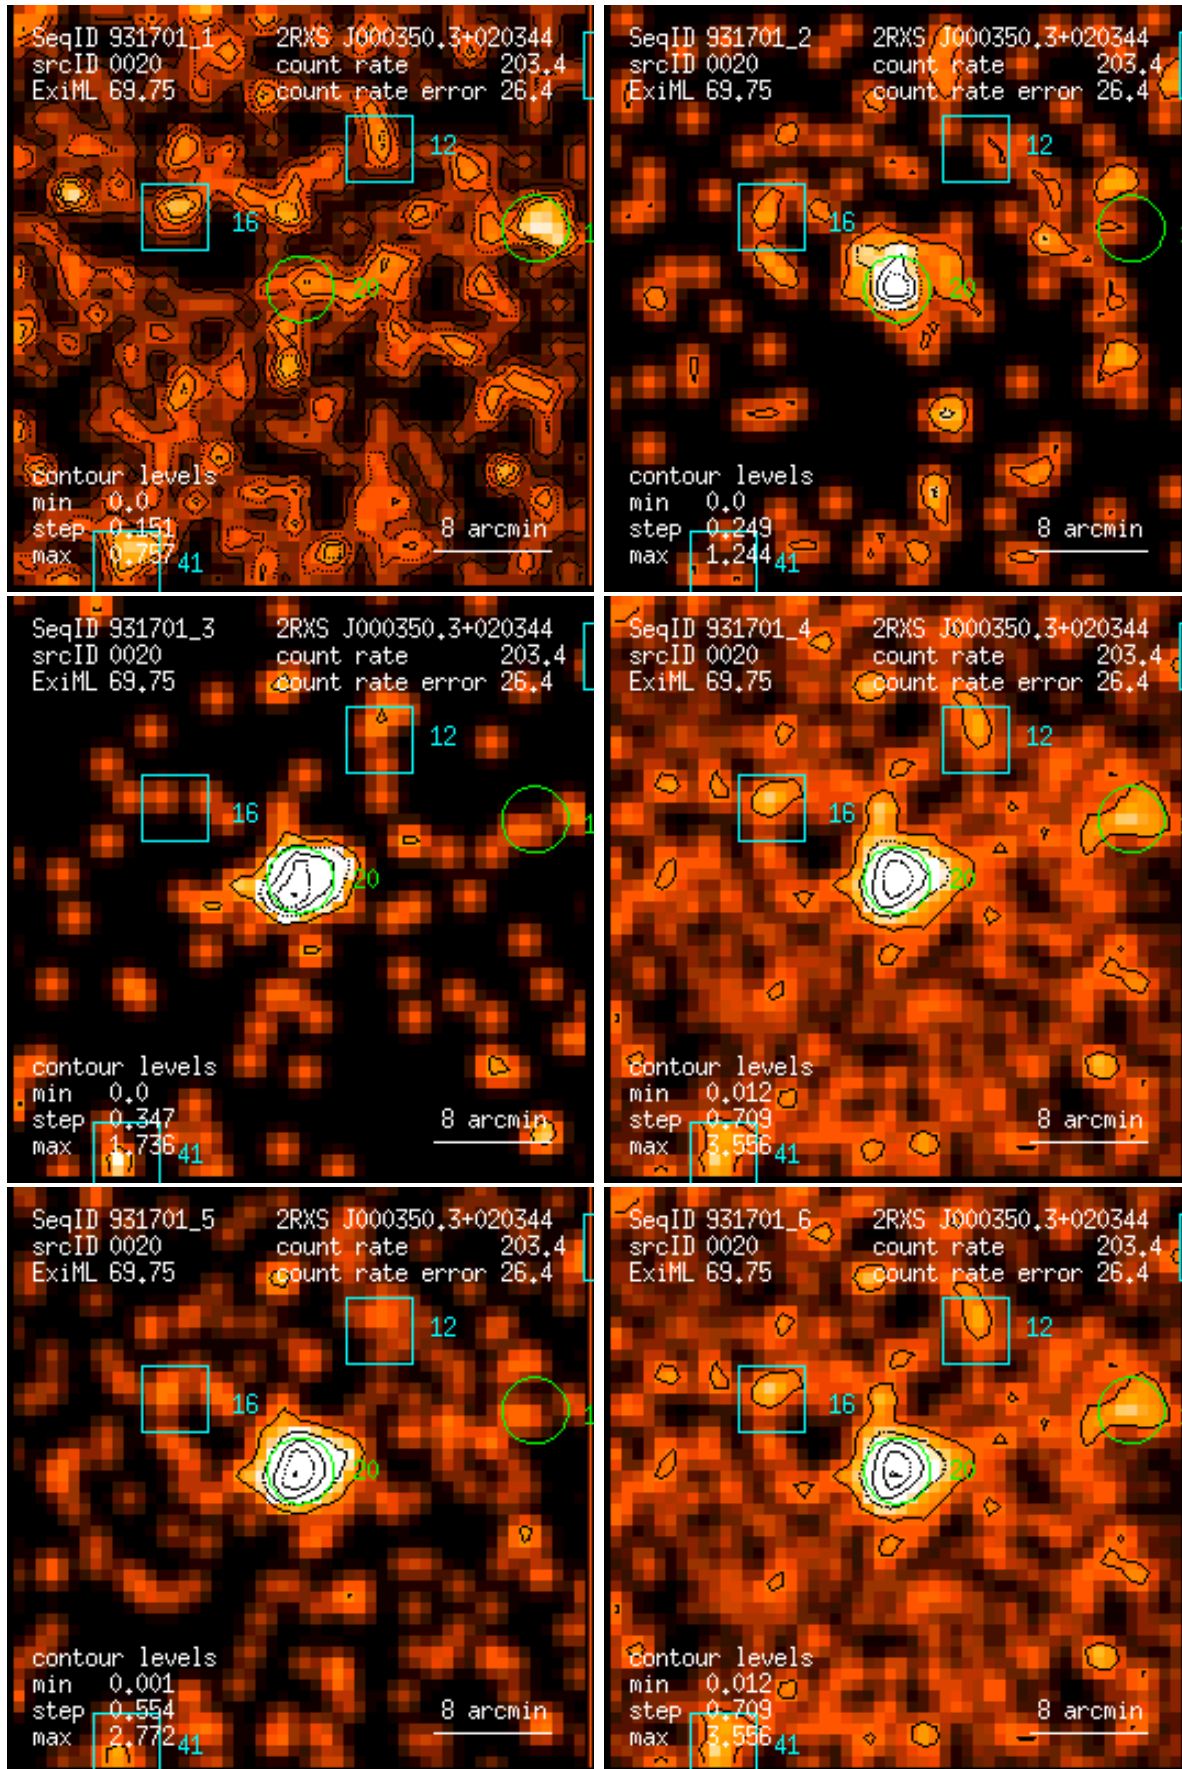 SeqID 931701_1 2RXS J000350.3+020344
srcID 0020 count rate 203.4
ExiML 69.75 count rate error 26.4
12
16
1
20
contour levels
min 0.0
step 0.151 8 arcmin
max 0.757 41
SeqID 931701_2 2RXS J000350.3+020344
srcID 0020 count rate 203.4
ExiML 69.75 count rate error 26.4
12
16
20
contour levels
min 0.0
step 0.249 8 arcmin
max 1.244 41
SeqID 931701_3 2RXS J000350.3+020344
srcID 0020 count rate 203.4
ExiML 69.75 count rate error 26.4
12
16
1
20
contour levels
min 0.0
step 0.347 8 arcmin
max 1.736 41
SeqID 931701_4 2RXS J000350.3+020344
srcID 0020 count rate 203.4
ExiML 69.75 count rate error 26.4
12
16
20
contour levels
min 0.012
step 0.709 8 arcmin
max 3.556 41
SeqID 931701_5 2RXS J000350.3+020344
srcID 0020 count rate 203.4
ExiML 69.75 count rate error 26.4
12
16
1
20
contour levels
min 0.001
step 0.554 8 arcmin
max 2.772 41
SeqID 931701_6 2RXS J000350.3+020344
srcID 0020 count rate 203.4
ExiML 69.75 count rate error 26.4
12
16
20
contour levels
min 0.012
step 0.709 8 arcmin
max 3.556 41